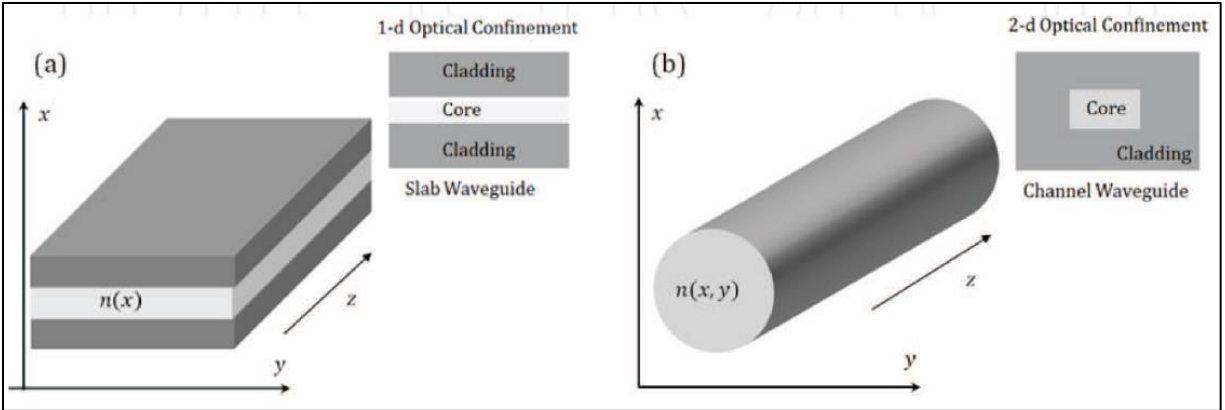 1-d Optical Confinement
(a)
Cladding
Core
Cladding
Slab Waveguide
x
n(x)
z
y
2-d Optical Confinement
(b)
Core
Cladding
Channel Waveguide
x
n(x, y)
z
y